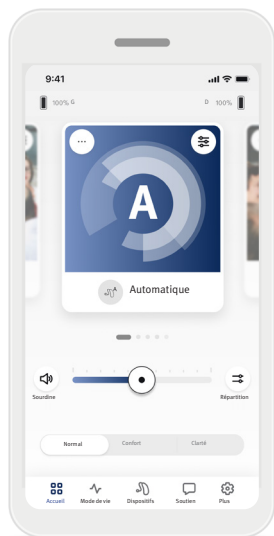 9:41
100% G
D 100%
A
A
Automatique
Sourdine
Répartition
Normal
Confort
Clarté
Accueil
Mode de vie
Dispositifs
Soutien
Plus